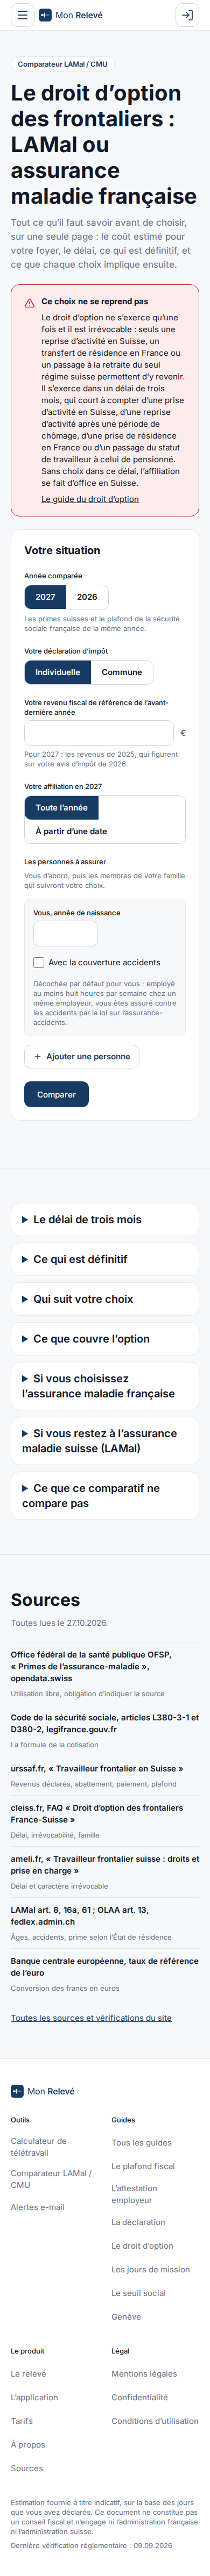 Mon Relevé
Comparateur LAMal / CMU
Le droit d’option
des frontaliers :
LAMal ou
assurance
maladie française
Tout ce qu’il faut savoir avant de choisir,
sur une seule page : le coût estimé pour
votre foyer, le délai, ce qui est définitif, et
ce que chaque choix implique ensuite.
Ce choix ne se reprend pas
Le droit d’option ne s’exerce qu’une
fois et il est irrévocable : seuls une
reprise d’activité en Suisse, un
transfert de résidence en France ou
un passage à la retraite du seul
régime suisse permettent d’y revenir.
Il s’exerce dans un délai de trois
mois, qui court à compter d’une prise
d’activité en Suisse, d’une reprise
d’activité après une période de
chômage, d’une prise de résidence
en France ou d’un passage du statut
de travailleur à celui de pensionné.
Sans choix dans ce délai, l’affiliation
se fait d’office en Suisse.
Le guide du droit d’option
Votre situation
Année comparée
2027
2026
Les primes suisses et le plafond de la sécurité
sociale française de la même année.
Votre déclaration d’impôt
Individuelle
Commune
Votre revenu fiscal de référence de l’avant-
dernière année
€
Pour 2027 : les revenus de 2025, qui figurent
sur votre avis d’impôt de 2026.
Votre affiliation en 2027
Toute l’année
À partir d’une date
Les personnes à assurer
Vous d’abord, puis les membres de votre famille
qui suivront votre choix.
Vous, année de naissance
Avec la couverture accidents
Décochée par défaut pour vous : employé
au moins huit heures par semaine chez un
même employeur, vous êtes assuré contre
les accidents par la loi sur l’assurance-
accidents.
Ajouter une personne
Comparer
Le délai de trois mois
Ce qui est définitif
Qui suit votre choix
Ce que couvre l’option
Si vous choisissez
l’assurance maladie française
Si vous restez à l’assurance
maladie suisse (LAMal)
Ce que ce comparatif ne
compare pas
Sources
Toutes lues le 27.10.2026.
Office fédéral de la santé publique OFSP,
« Primes de l’assurance-maladie »,
opendata.swiss
Utilisation libre, obligation d’indiquer la source
Code de la sécurité sociale, articles L380-3-1 et
D380-2, legifrance.gouv.fr
La formule de la cotisation
urssaf.fr, « Travailleur frontalier en Suisse »
Revenus déclarés, abattement, paiement, plafond
cleiss.fr, FAQ « Droit d’option des frontaliers
France-Suisse »
Délai, irrévocabilité, famille
ameli.fr, « Travailleur frontalier suisse : droits et
prise en charge »
Délai et caractère irrévocable
LAMal art. 8, 16a, 61 ; OLAA art. 13,
fedlex.admin.ch
Âges, accidents, prime selon l’État de résidence
Banque centrale européenne, taux de référence
de l’euro
Conversion des francs en euros
Toutes les sources et vérifications du site
Mon Relevé
Outils
Calculateur de
télétravail
Comparateur LAMal /
CMU
Alertes e-mail
Guides
Tous les guides
Le plafond fiscal
L’attestation
employeur
La déclaration
Le droit d’option
Les jours de mission
Le seuil social
Genève
Le produit
Le relevé
L’application
Tarifs
À propos
Sources
Légal
Mentions légales
Confidentialité
Conditions d’utilisation
Estimation fournie à titre indicatif, sur la base des jours
que vous avez déclarés. Ce document ne constitue pas
un conseil fiscal et n’engage ni l’administration française
ni l’administration suisse.
Dernière vérification réglementaire : 09.09.2026